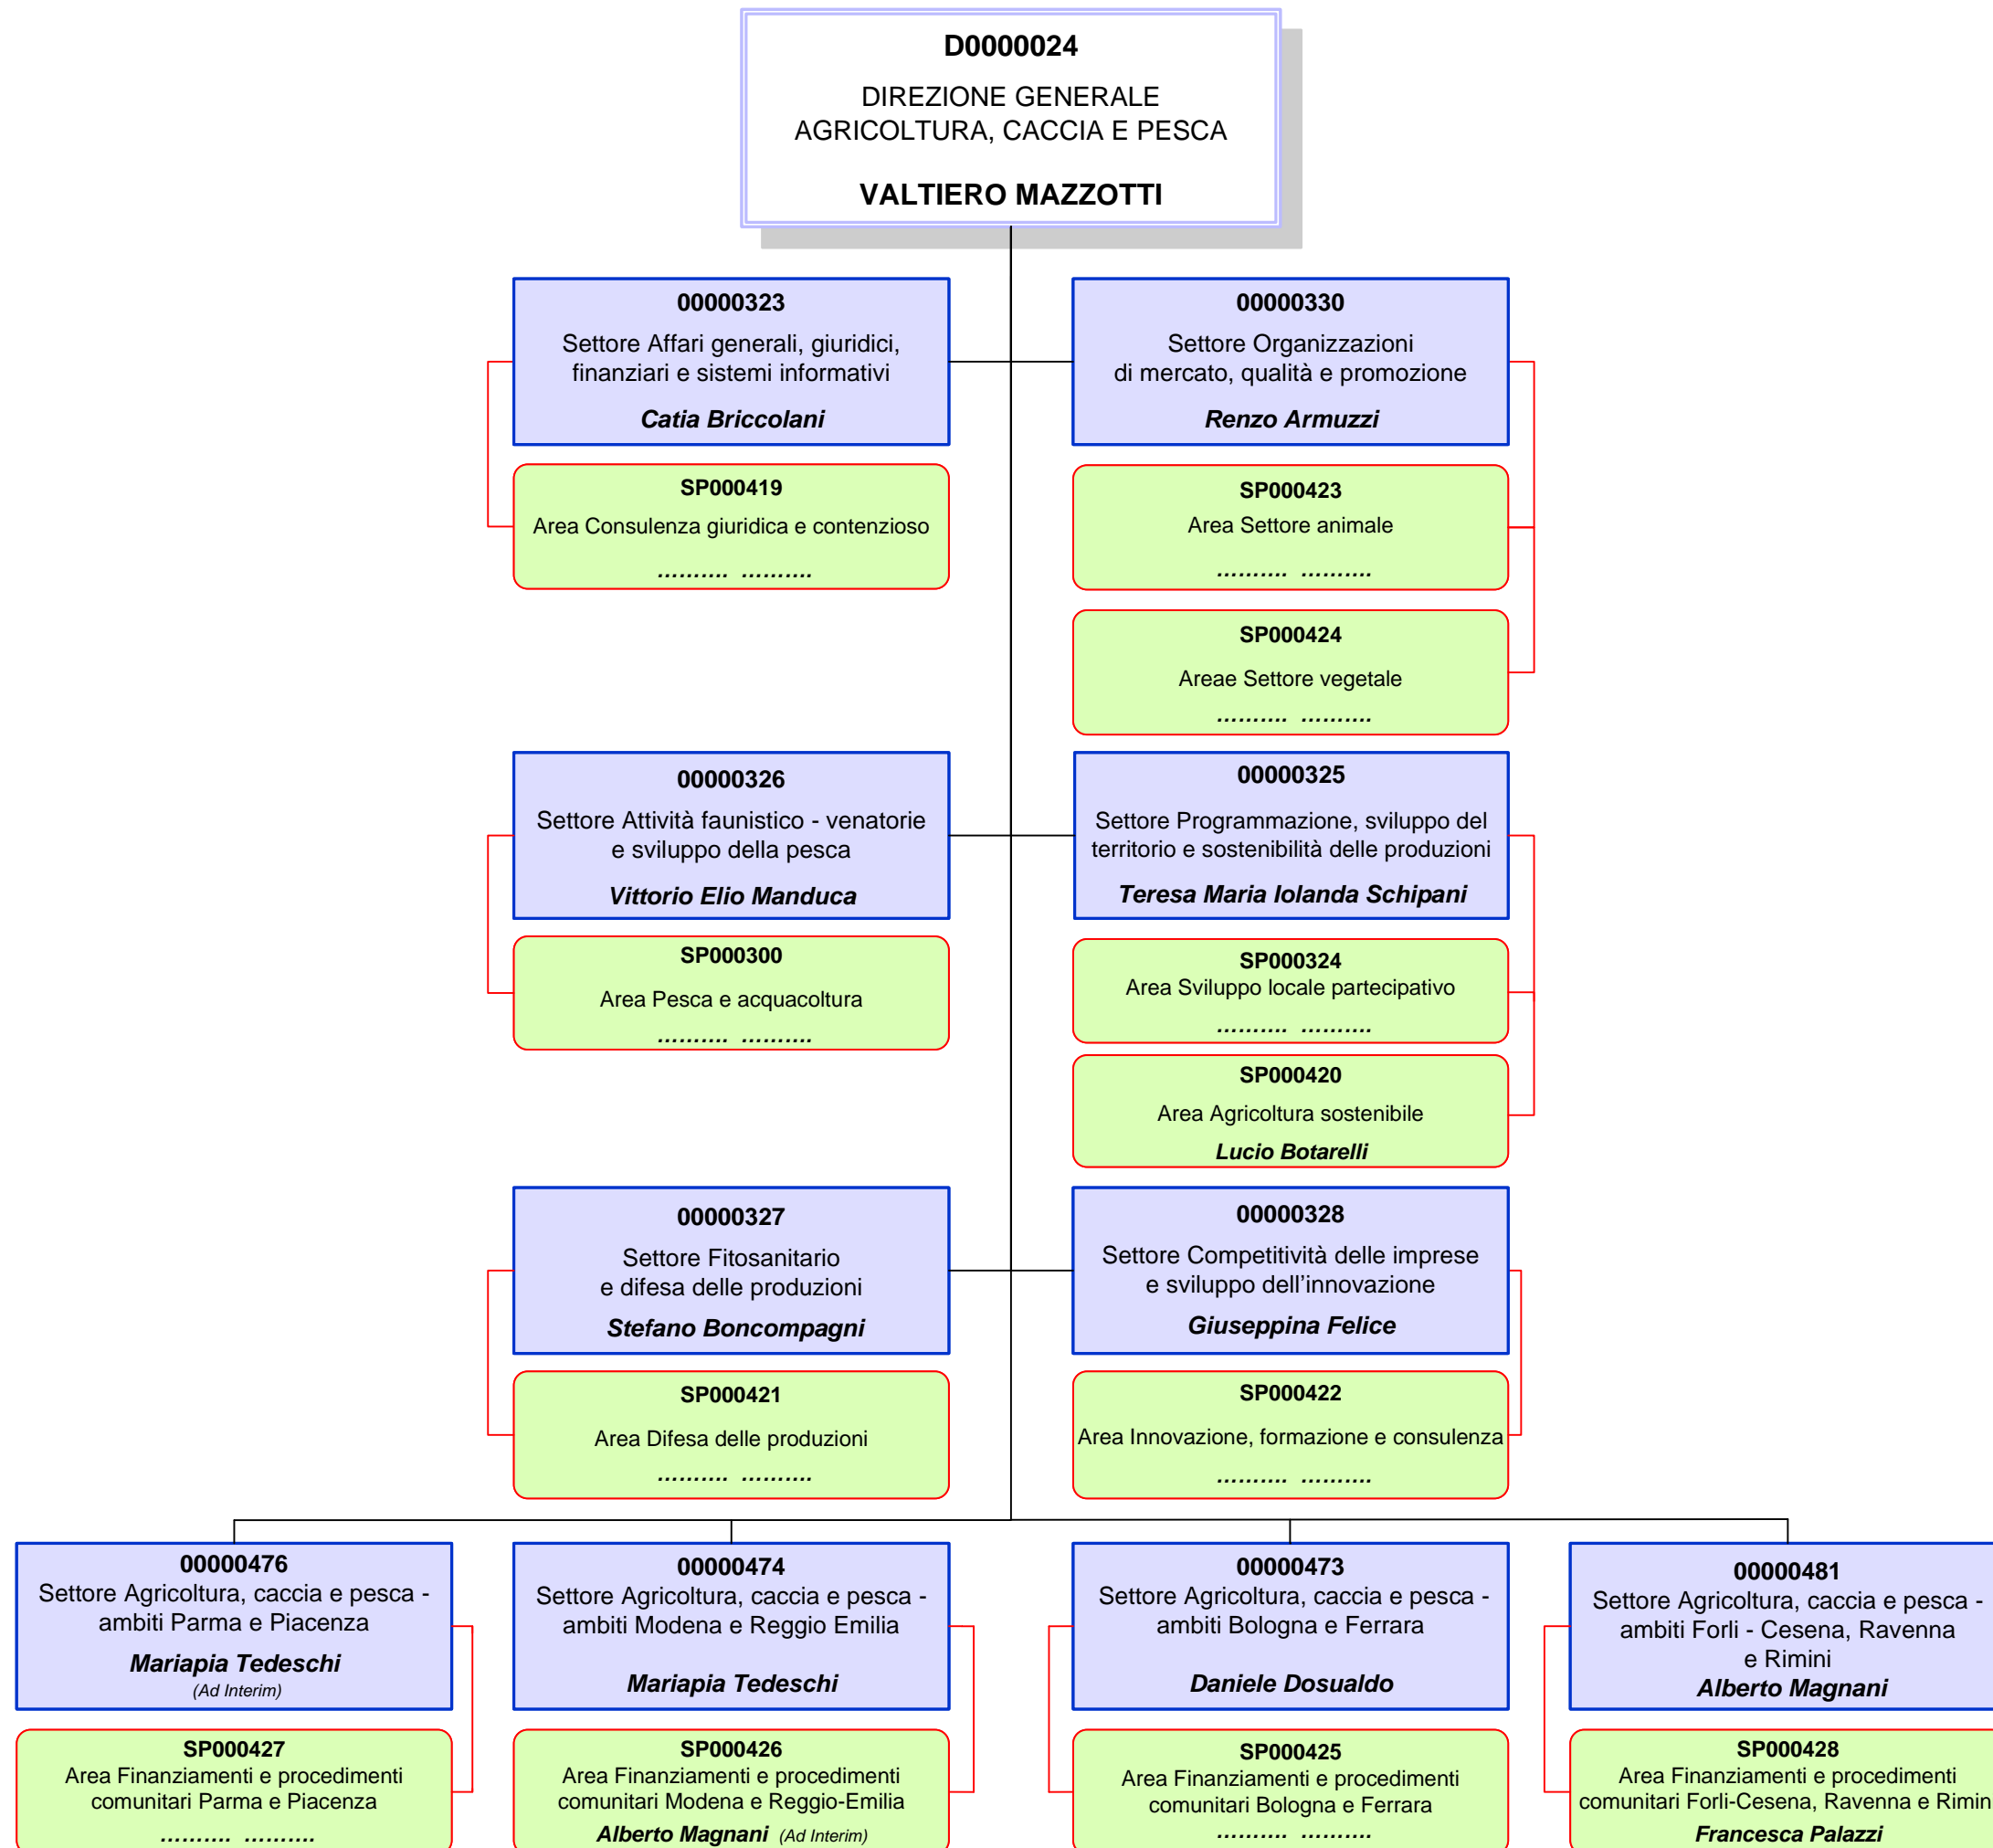 D0000024
DIREZIONE GENERALE
AGRICOLTURA, CACCIA E PESCA
VALTIERO MAZZOTTI
00000323
Settore Affari generali, giuridici,
finanziari e sistemi informativi
Catia Briccolani
00000330
Settore Organizzazioni
di mercato, qualità e promozione
Renzo Armuzzi
SP000419
Area Consulenza giuridica e contenzioso
………. ……….
SP000423
Area Settore animale
………. ……….
SP000424
Areae Settore vegetale
………. ……….
00000326
Settore Attività faunistico - venatorie
e sviluppo della pesca
Vittorio Elio Manduca
00000325
Settore Programmazione, sviluppo del
territorio e sostenibilità delle produzioni
Teresa Maria Iolanda Schipani
SP000300
Area Pesca e acquacoltura
………. ……….
SP000324
Area Sviluppo locale partecipativo
………. ……….
SP000420
Area Agricoltura sostenibile
Lucio Botarelli
00000327
Settore Fitosanitario
e difesa delle produzioni
Stefano Boncompagni
00000328
Settore Competitività delle imprese
e sviluppo dell’innovazione
Giuseppina Felice
SP000421
Area Difesa delle produzioni
………. ……….
SP000422
Area Innovazione, formazione e consulenza
………. ……….
00000476
Settore Agricoltura, caccia e pesca -
ambiti Parma e Piacenza
Mariapia Tedeschi
(Ad Interim)
00000474
Settore Agricoltura, caccia e pesca -
ambiti Modena e Reggio Emilia
Mariapia Tedeschi
00000473
Settore Agricoltura, caccia e pesca -
ambiti Bologna e Ferrara
Daniele Dosualdo
00000481
Settore Agricoltura, caccia e pesca -
ambiti Forli - Cesena, Ravenna
e Rimini
Alberto Magnani
SP000427
Area Finanziamenti e procedimenti
comunitari Parma e Piacenza
………. ……….
SP000426
Area Finanziamenti e procedimenti
comunitari Modena e Reggio-Emilia
Alberto Magnani (Ad Interim)
SP000425
Area Finanziamenti e procedimenti
comunitari Bologna e Ferrara
………. ……….
SP000428
Area Finanziamenti e procedimenti
comunitari Forli-Cesena, Ravenna e Rimin
Francesca Palazzi